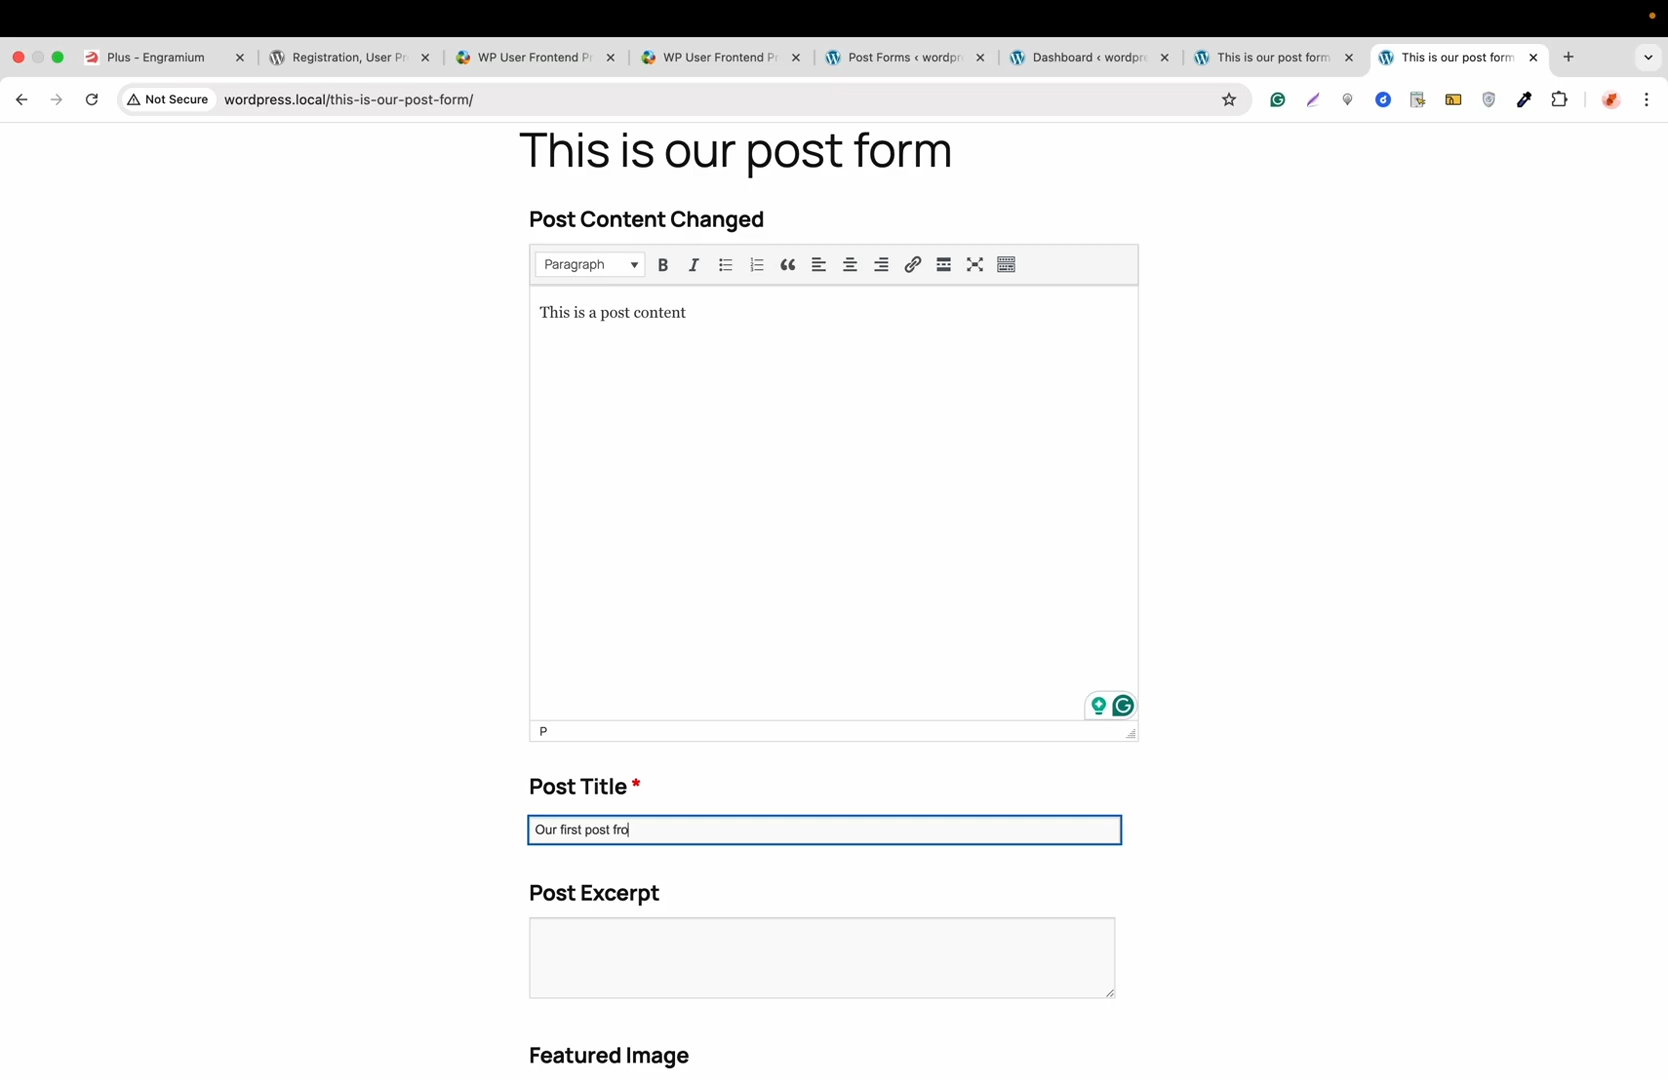 Plus - Engramium
Registration, User Pr
WP User Frontend Pr
WP User Frontend Pr
Post Forms ‹ wordpr
Dashboard ‹ wordpre
This is our post form
This is our post form
Not Secure
wordpress.local/this-is-our-post-form/
This is our post form
Post Content Changed
Paragraph
This is a post content
P
Post Title *
Our first post fro
Post Excerpt
Featured Image